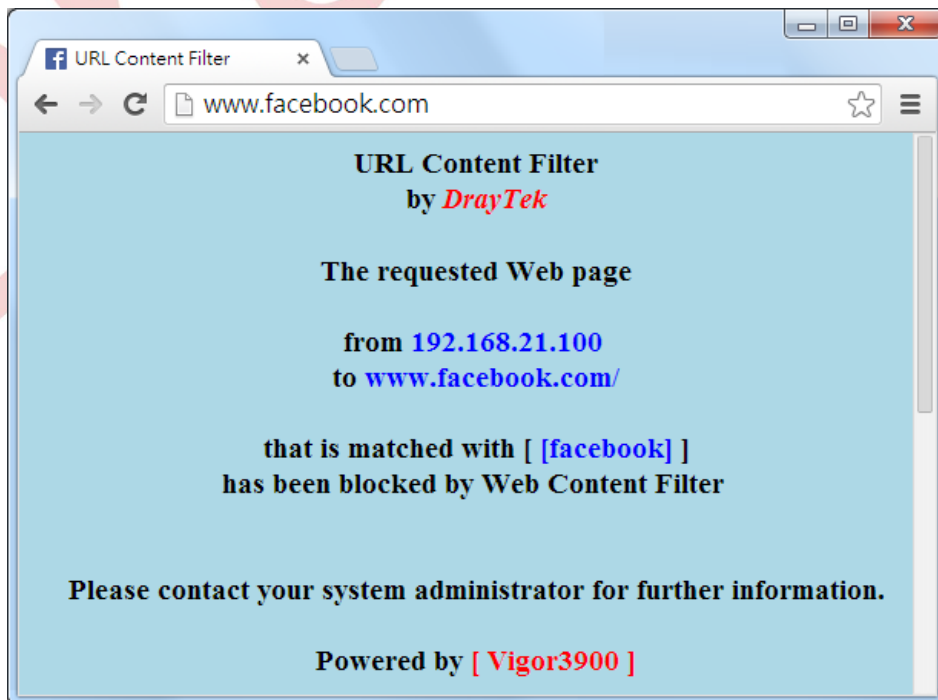 URL Content Filter
www.facebook.com
URL Content Filter
by DrayTek
The requested Web page
from 192.168.21.100
to www.facebook.com/
that is matched with [ [facebook] ]
has been blocked by Web Content Filter
Please contact your system administrator for further information.
Powered by [ Vigor3900 ]